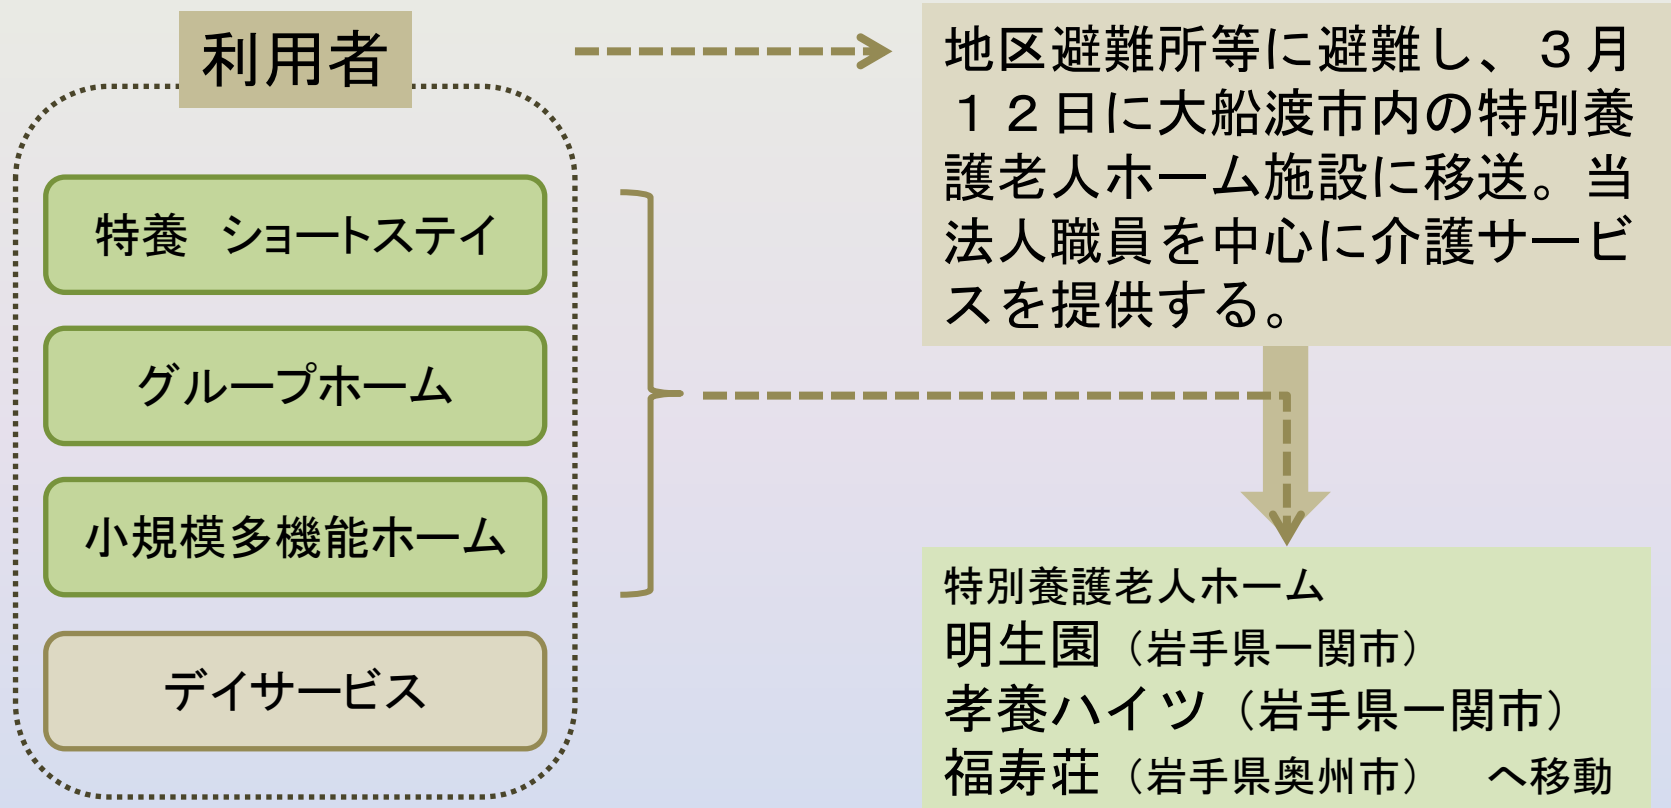 利用者
特養　ショートステイ
グループホーム
小規模多機能ホーム
デイサービス
地区避難所等に避難し、３月
１２日に大船渡市内の特別養
護老人ホーム施設に移送。当
法人職員を中心に介護サービ
スを提供する。
特別養護老人ホーム
明生園（岩手県一関市）
孝養ハイツ（岩手県一関市）
福寿荘（岩手県奥州市）　へ移動